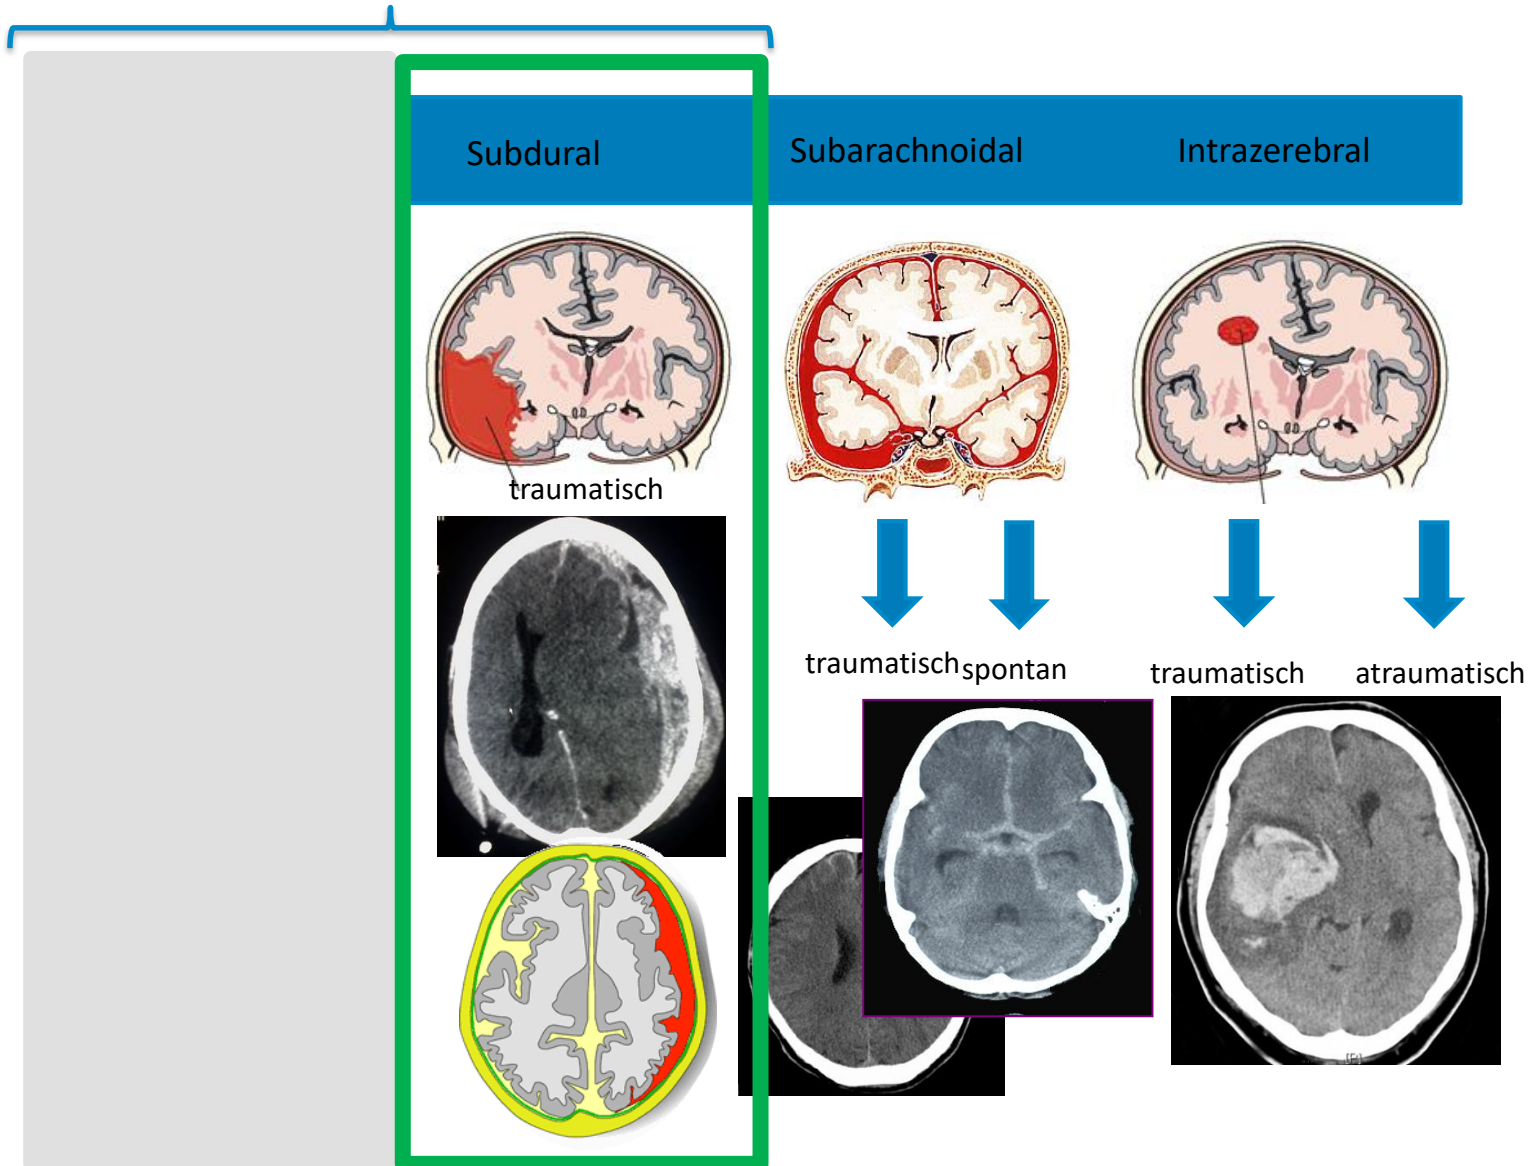 Subdural
Subarachnoidal
Intrazerebral
traumatisch
traumatisch
spontan
traumatisch
atraumatisch